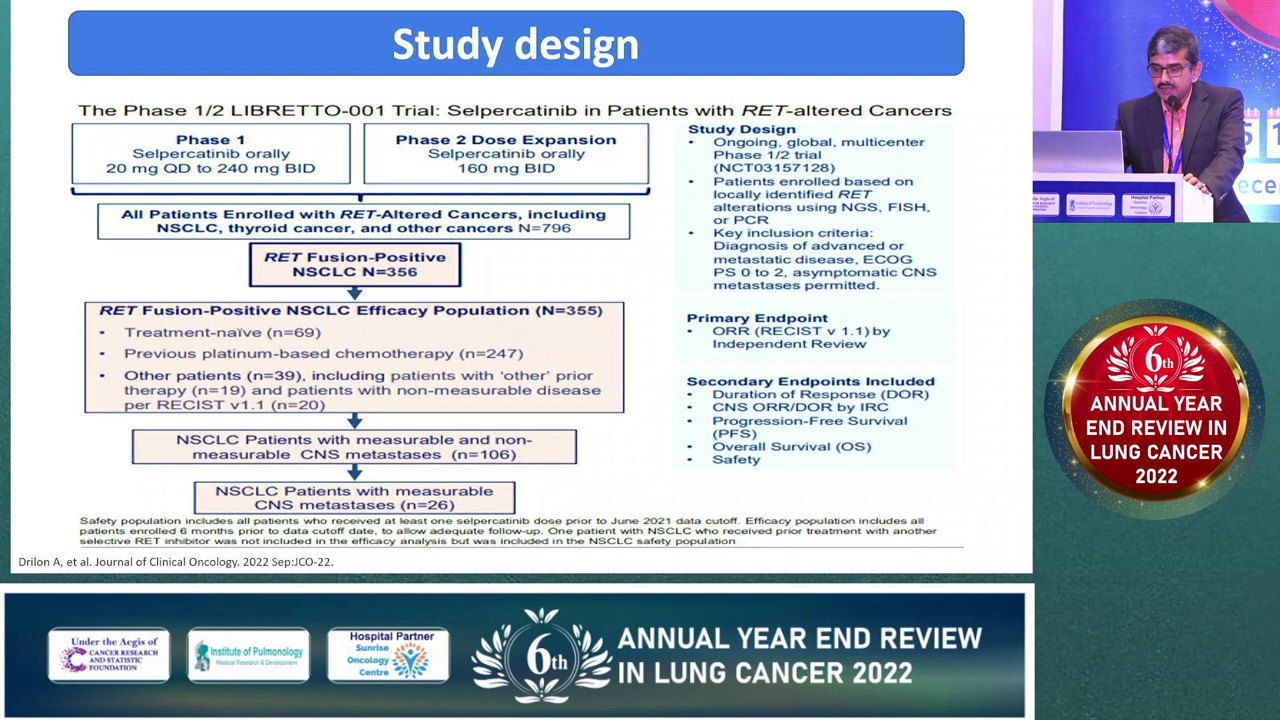 Study design
The Phase 1/2 LIBRETTO-001 Trial: Selpercatinib in Patients with RET-altered Cancers
Phase 1
Selpercatinib orally
20 mg QD to 240 mg BID
Phase 2 Dose Expansion
Selpercatinib orally
160 mg BID
All Patients Enrolled with RET-Altered Cancers, including
NSCLC, thyroid cancer, and other cancers N=796
RET Fusion-Positive
NSCLC N=356
RET Fusion-Positive NSCLC Efficacy Population (N=355)
• Treatment-naïve (n=69)
• Previous platinum-based chemotherapy (n=247)
• Other patients (n=39), including patients with ‘other’ prior
therapy (n=19) and patients with non-measurable disease
per RECIST v1.1 (n=20)
NSCLC Patients with measurable and non-
measurable CNS metastases (n=106)
NSCLC Patients with measurable
CNS metastases (n=26)
Study Design
• Ongoing, global, multicenter
Phase 1/2 trial
(NCT03157128)
• Patients enrolled based on
locally identified RET
alterations using NGS, FISH,
or PCR
• Key inclusion criteria:
Diagnosis of advanced or
metastatic disease, ECOG
PS 0 to 2, asymptomatic CNS
metastases permitted.
Primary Endpoint
• ORR (RECIST v 1.1) by
Independent Review
Secondary Endpoints Included
• Duration of Response (DOR)
• CNS ORR/DOR by IRC
• Progression-Free Survival
(PFS)
• Overall Survival (OS)
• Safety
Safety population includes all patients who received at least one selpercatinib dose prior to June 2021 data cutoff. Efficacy population includes all
patients enrolled 6 months prior to data cutoff date, to allow adequate follow-up. One patient with NSCLC who received prior treatment with another
selective RET inhibitor was not included in the efficacy analysis but was included in the NSCLC safety population
Drilon A, et al. Journal of Clinical Oncology. 2022 Sep:JCO-22.
Institute of Pulmonology
Hospital Partner
Sunrise
Oncology
Centre
6th
ANNUAL YEAR
END REVIEW IN
LUNG CANCER
2022
Under the Aegis of
CANCER RESEARCH
AND STATISTIC
FOUNDATION
Institute of Pulmonology
Medical Research & Development
Hospital Partner
Sunrise
Oncology
Centre
6th
ANNUAL YEAR END REVIEW
IN LUNG CANCER 2022